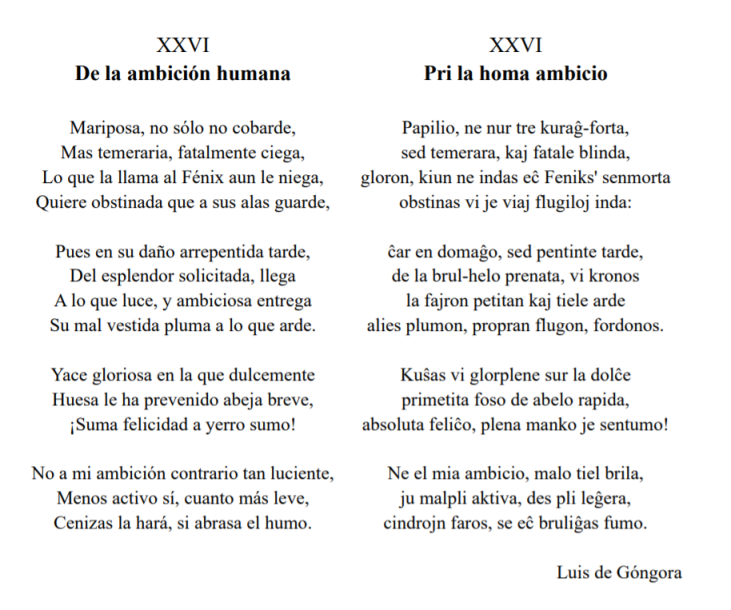 XXVI
De la ambición humana
Mariposa, no sólo no cobarde,
Mas temeraria, fatalmente ciega,
Lo que la llama al Fénix aun le niega,
Quiere obstinada que a sus alas guarde,
Pues en su daño arrepentida tarde,
Del esplendor solicitada, llega
A lo que luce, y ambiciosa entrega
Su mal vestida pluma a lo que arde.
Yace gloriosa en la que dulcemente
Huesa le ha prevenido abeja breve,
¡Suma felicidad a yerro sumo!
No a mi ambición contrario tan luciente,
Menos activo sí, cuanto más leve,
Cenizas la hará, si abrasa el humo.
XXVI
Pri la homa ambicio
Papilio, ne nur tre kuraĝ-forta,
sed temerara, kaj fatale blinda,
gloron, kiun ne indas eĉ Feniks' senmorta
obstinas vi je viaj flugiloj inda:
ĉar en domaĝo, sed pentinte tarde,
de la brul-helo prenata, vi kronos
la fajron petitan kaj tiele arde
alies plumon, propran flugon, fordonos.
Kuŝas vi glorplene sur la dolĉe
primetita foso de abelo rapida,
absoluta feliĉo, plena manko je sentumo!
Ne el mia ambicio, malo tiel brila,
ju malpli aktiva, des pli leĝera,
cindrojn faros, se eĉ bruliĝas fumo.
Luis de Góngora